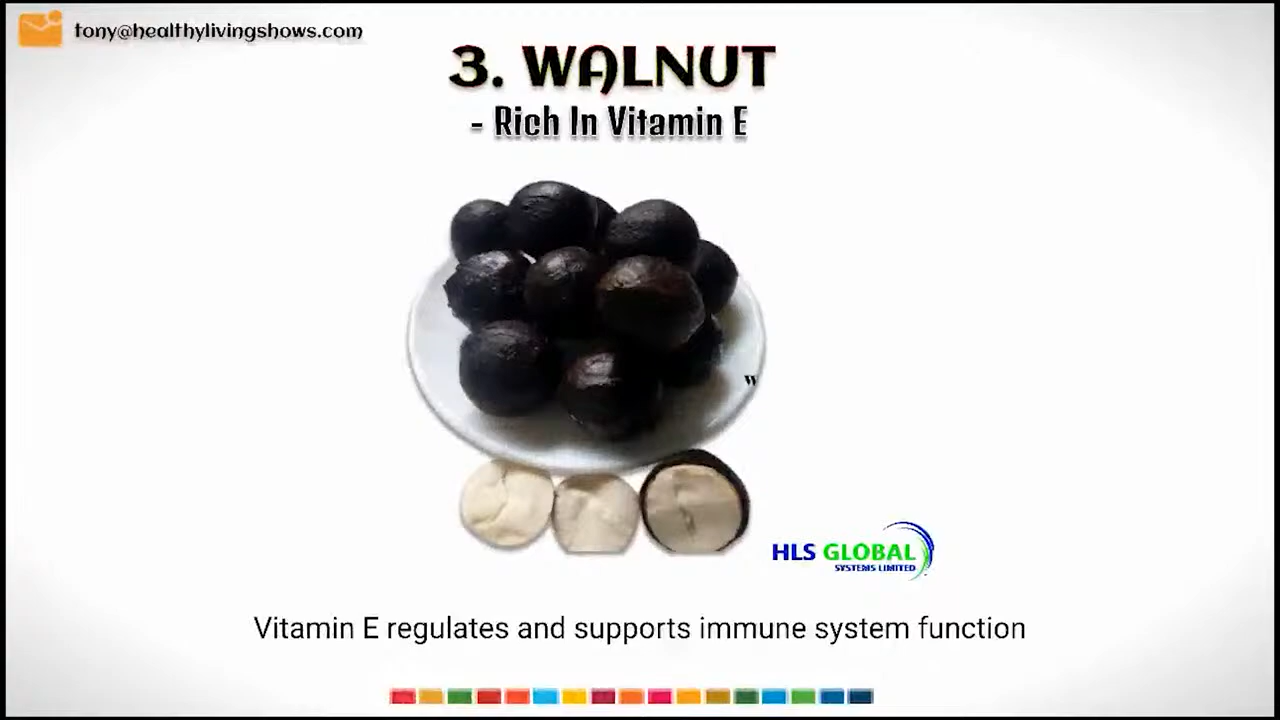 tony@healthylivingshows.com
3. WALNUT
- Rich In Vitamin E
W
HLS GLOBAL
SYSTEMS LIMITED
Vitamin E regulates and supports immune system function